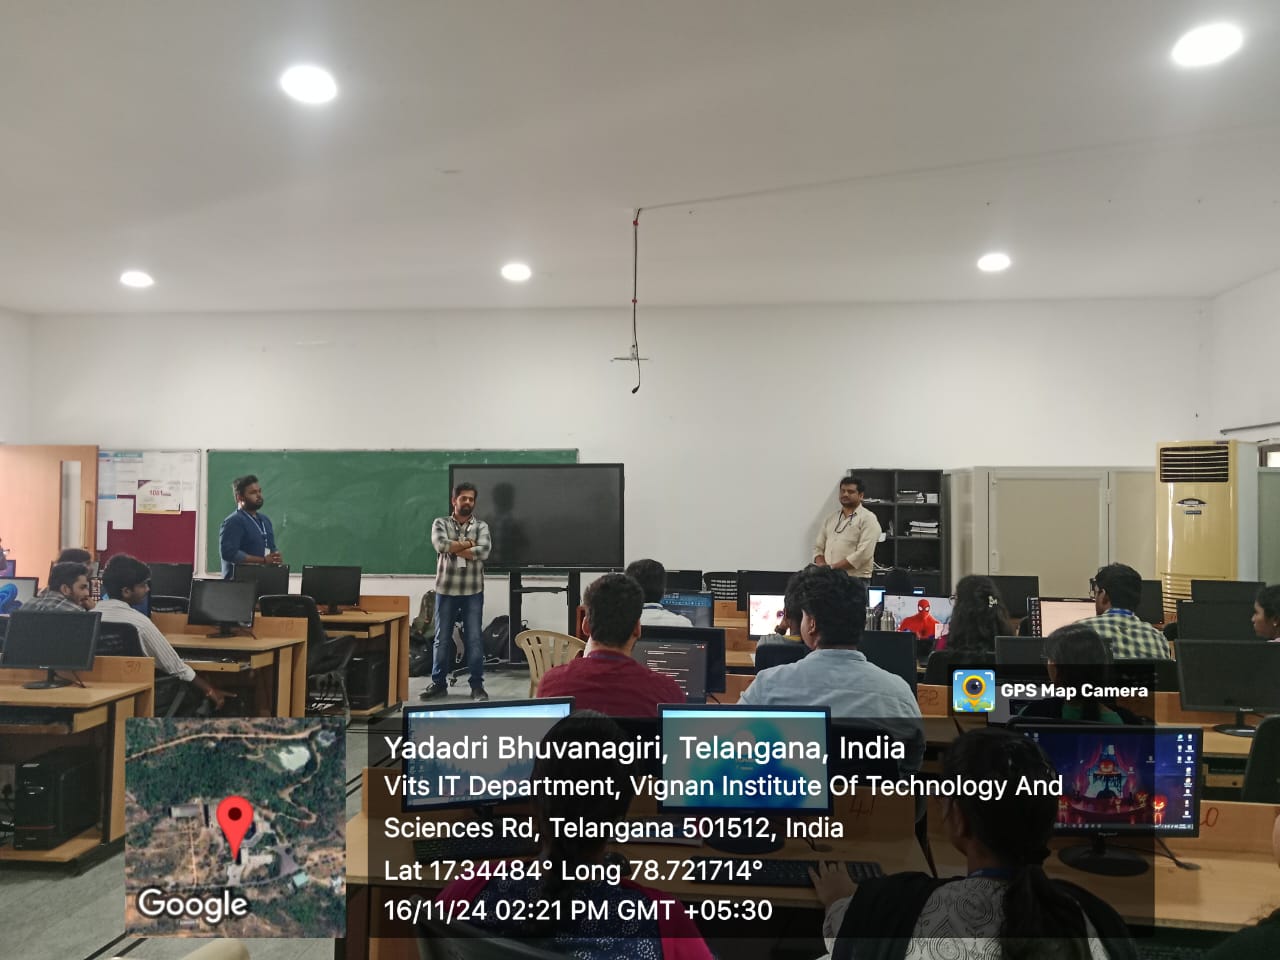 GPS Map Camera
Yadadri Bhuvanagiri, Telangana, India
Vits IT Department, Vignan Institute Of Technology And
Sciences Rd, Telangana 501512, India
Lat 17.34484° Long 78.721714°
16/11/24 02:21 PM GMT +05:30
Google